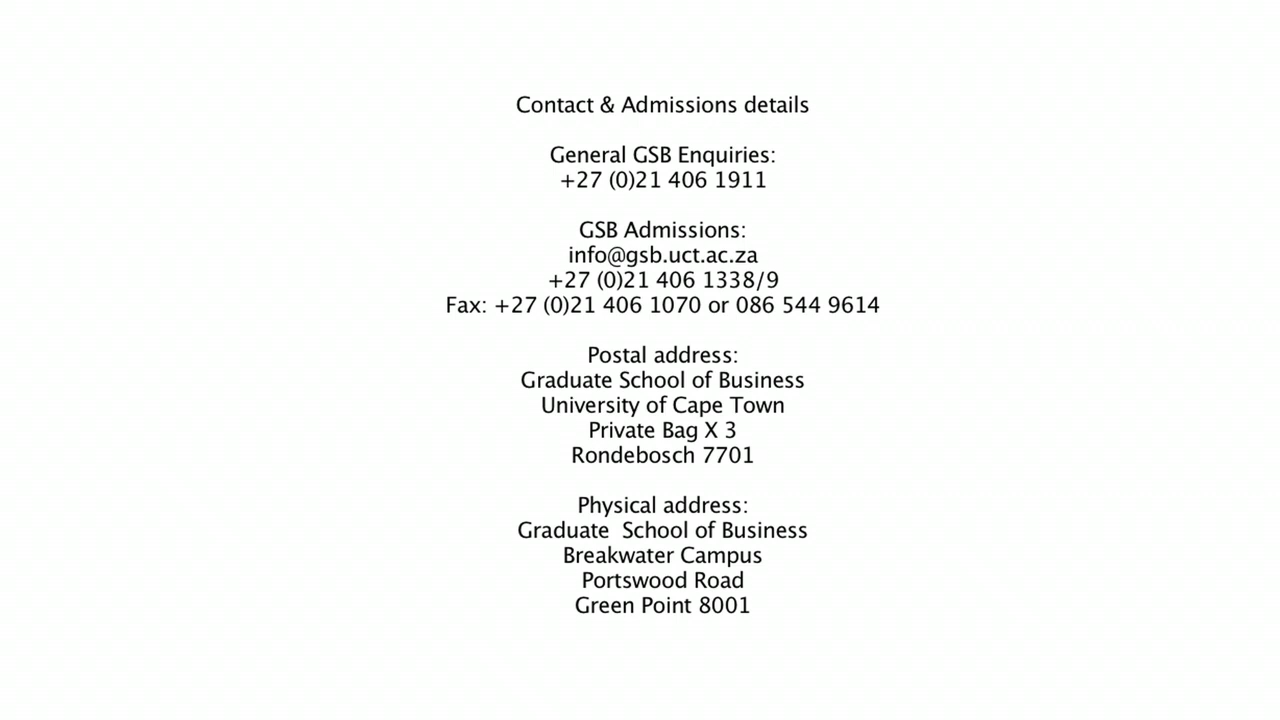 Contact & Admissions details
General GSB Enquiries:
+27 (0)21 406 1911
GSB Admissions:
info@gsb.uct.ac.za
+27 (0)21 406 1338/9
Fax: +27 (0)21 406 1070 or 086 544 9614
Postal address:
Graduate School of Business
University of Cape Town
Private Bag X 3
Rondebosch 7701
Physical address:
Graduate  School of Business
Breakwater Campus
Portswood Road
Green Point 8001